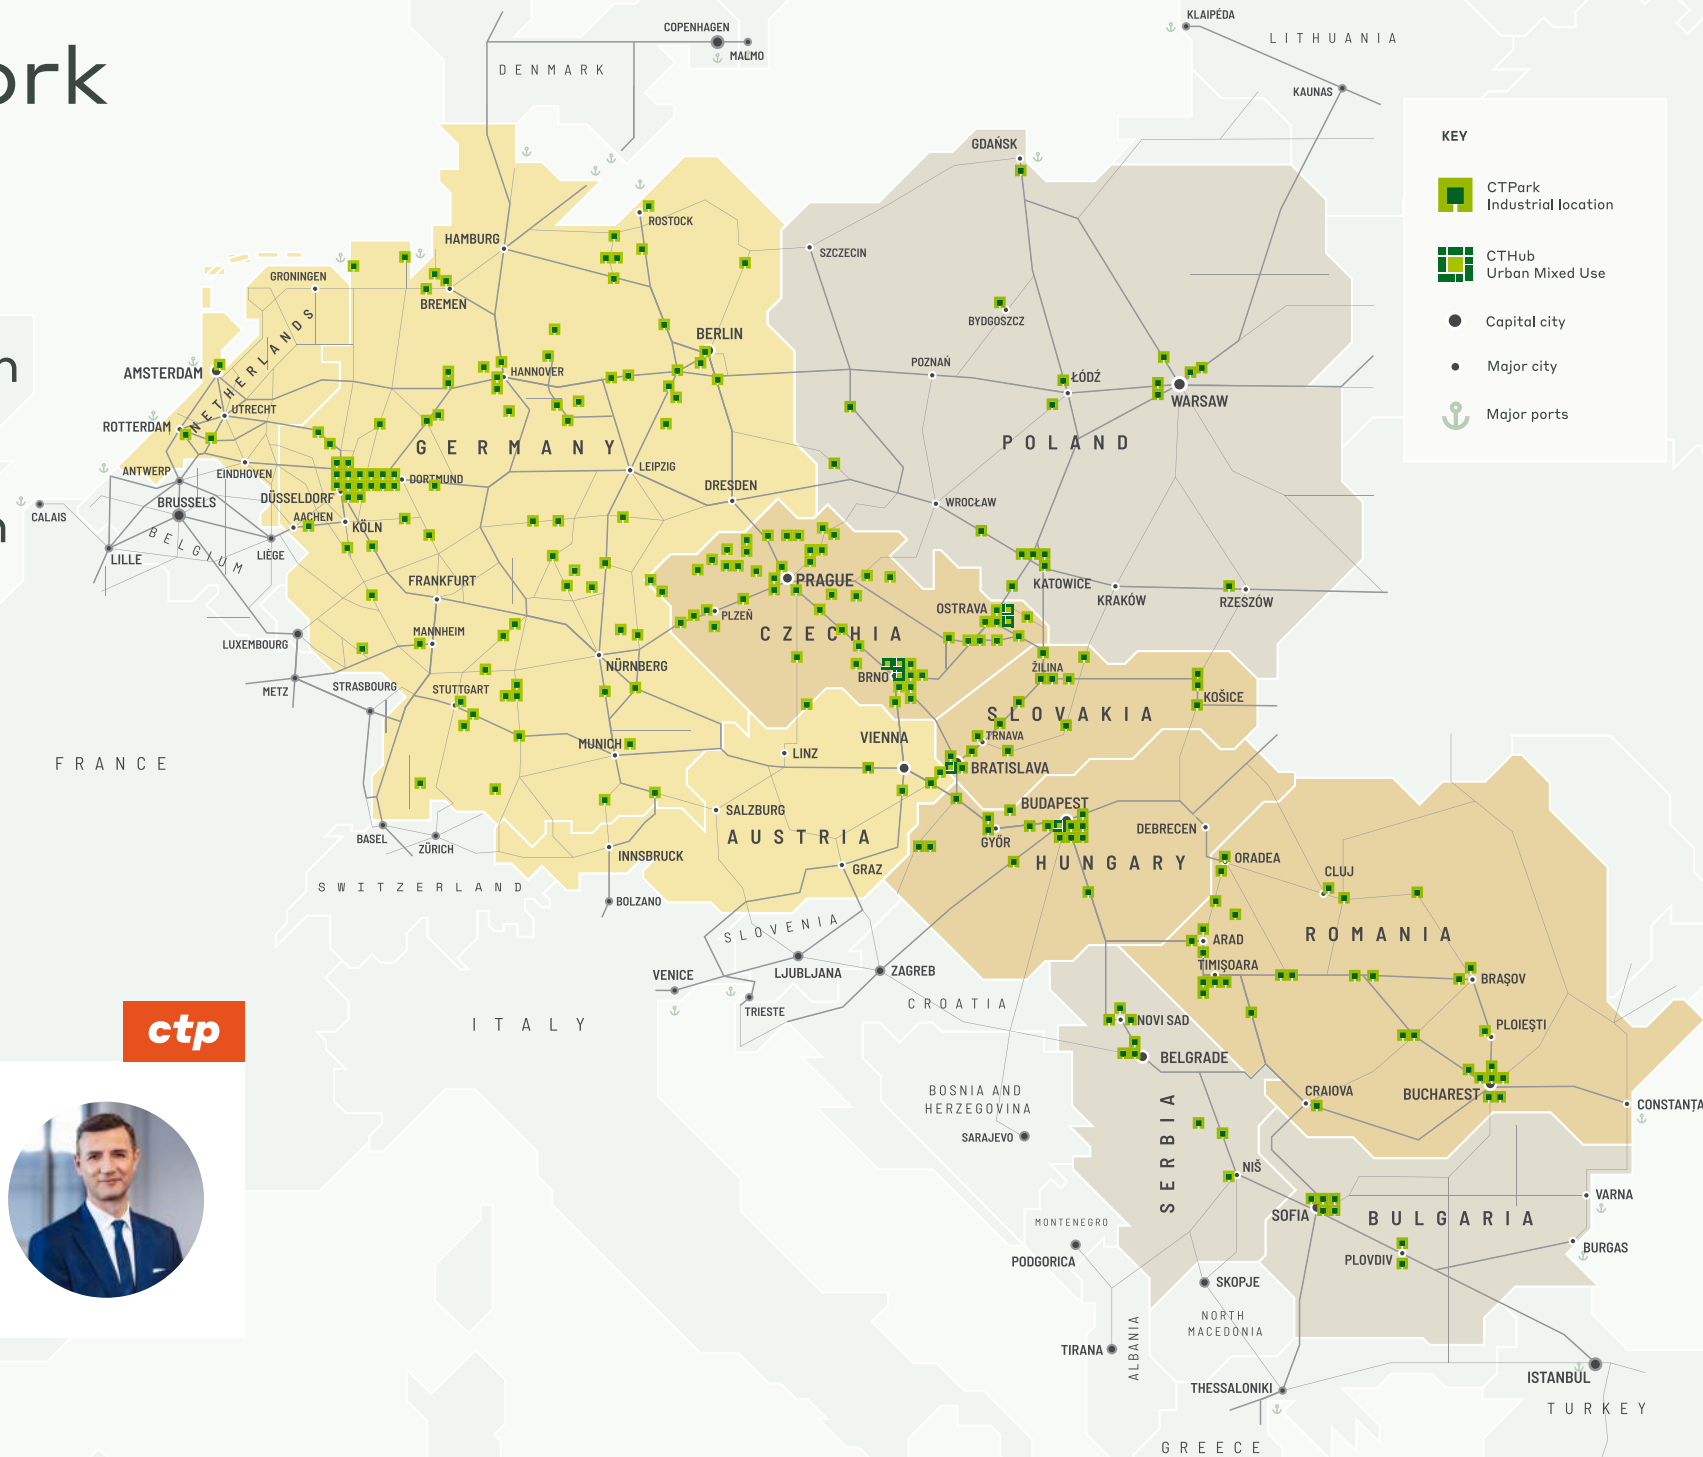 ork
n
n
KEY
CTPark
Industrial location
CTHub
Urban Mixed Use
Capital city
Major city
Major ports
COPENHAGEN
MALMO
DENMARK
KLAIPÉDA
LITHUANIA
KAUNAS
GDAŃSK
ROSTOCK
HAMBURG
SZCZECIN
GRONINGEN
BREMEN
BYDGOSZCZ
BERLIN
NETHERLANDS
AMSTERDAM
HANNOVER
POZNAŃ
ŁÓDŹ
WARSAW
UTRECHT
ROTTERDAM
GERMANY
POLAND
ANTWERP
EINDHOVEN
DORTMUND
LEIPZIG
DRESDEN
DÜSSELDORF
BRUSSELS
WROCŁAW
CALAIS
AACHEN
KÖLN
BELGIUM
LILLE
LIÈGE
FRANKFURT
PRAGUE
KATOWICE
KRAKÓW
RZESZÓW
OSTRAVA
PLZEŇ
CZECHIA
MANNHEIM
LUXEMBOURG
NÜRNBERG
ŽILINA
BRNO
METZ
STRASBOURG
STUTTGART
KOŠICE
SLOVAKIA
TRNAVA
VIENNA
MUNICH
LINZ
BRATISLAVA
FRANCE
SALZBURG
BUDAPEST
AUSTRIA
DEBRECEN
BASEL
ZÜRICH
GYŐR
INNSBRUCK
HUNGARY
ORADEA
GRAZ
CLUJ
SWITZERLAND
BOLZANO
SLOVENIA
ARAD
ROMANIA
VENICE
LJUBLJANA
ZAGREB
TIMIŞOARA
BRAŞOV
CROATIA
TRIESTE
ITALY
NOVI SAD
PLOIEŞTI
ctp
BELGRADE
BOSNIA AND
HERZEGOVINA
CRAIOVA
BUCHAREST
CONSTANȚA
SARAJEVO
SERBIA
NIŠ
VARNA
SOFIA
BULGARIA
MONTENEGRO
PODGORICA
PLOVDIV
BURGAS
SKOPJE
NORTH
MACEDONIA
TIRANA
ALBANIA
ISTANBUL
THESSALONIKI
TURKEY
GREECE